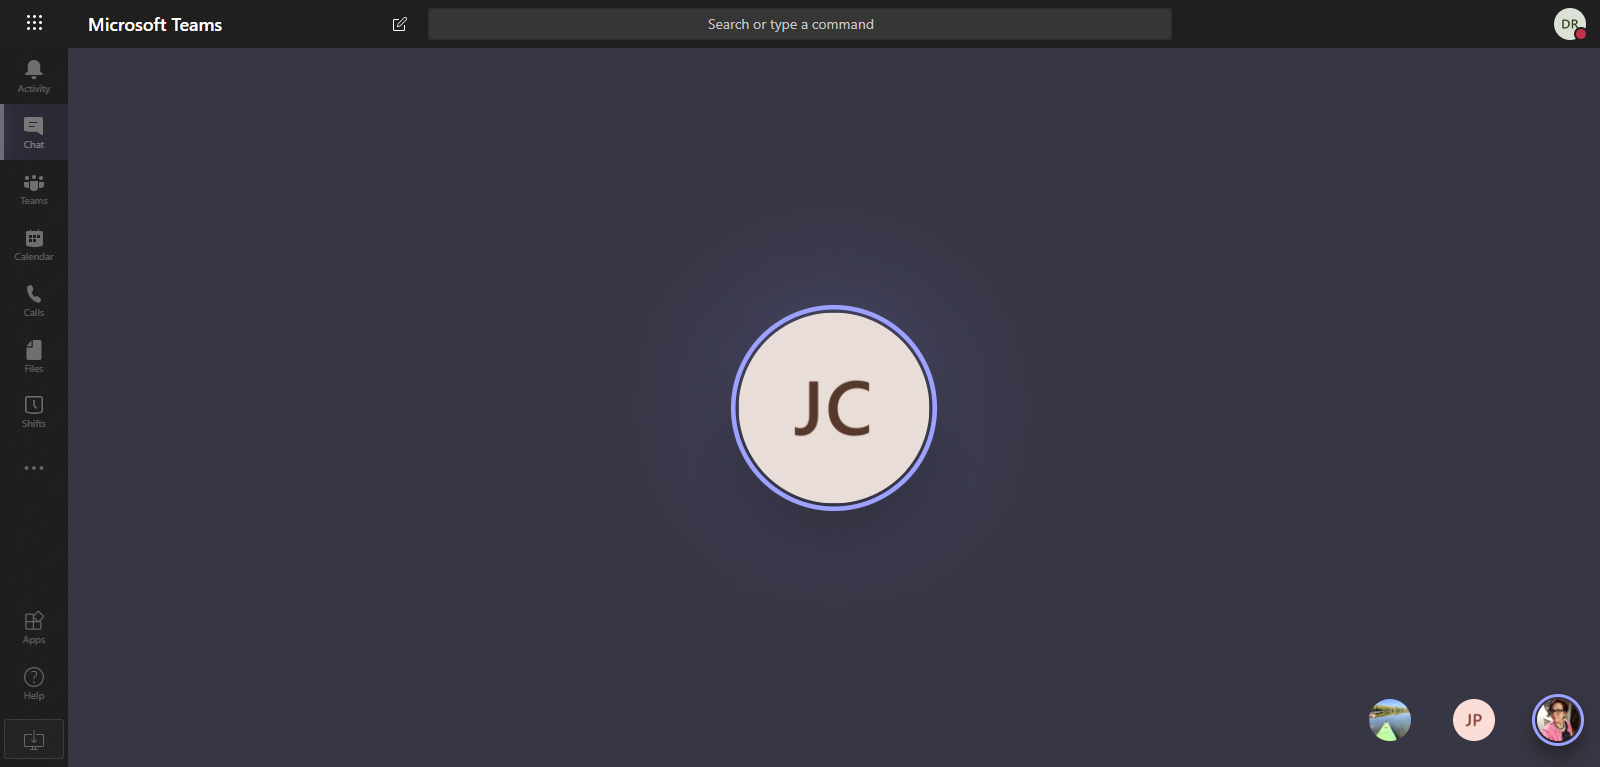 Microsoft Teams
Search or type a command
DR
Activity
Chat
Teams
Calendar
Calls
Files
Shifts
JC
Apps
Help
JP